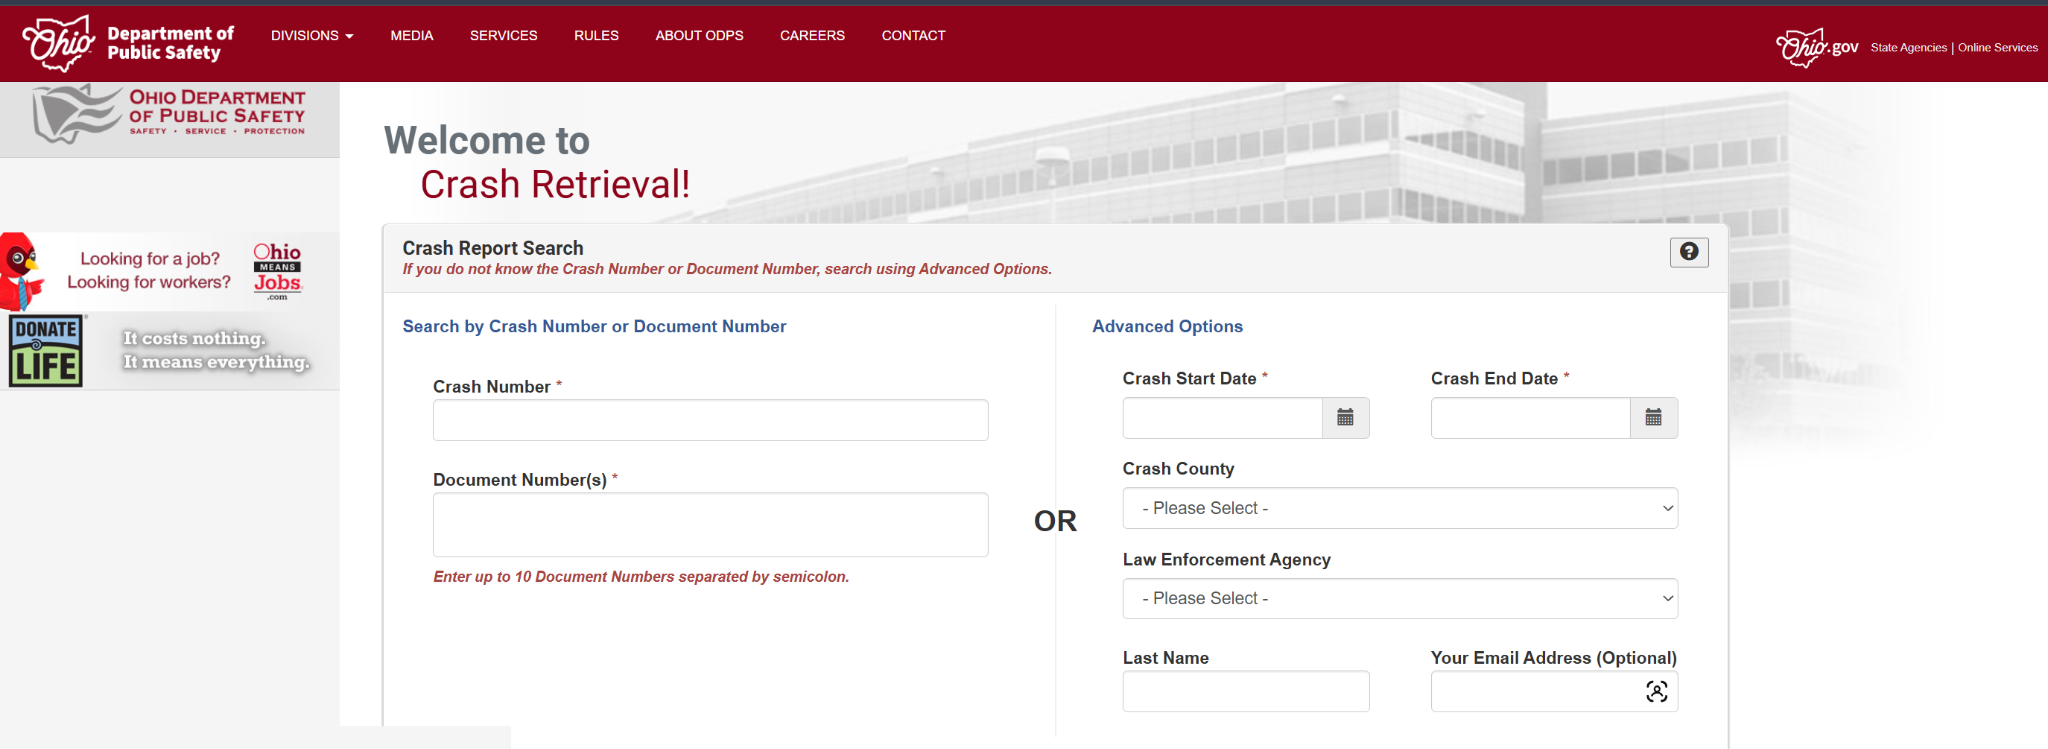 Ohio Department of
Public Safety
DIVISIONS MEDIA SERVICES RULES ABOUT ODPS CAREERS CONTACT
Ohio.gov State Agencies | Online Services
OHIO DEPARTMENT
OF PUBLIC SAFETY
SAFETY · SERVICE · PROTECTION
Looking for a job?
Looking for workers?
Ohio
MEANS
Jobs
.com
DONATE
LIFE
It costs nothing.
It means everything.
Welcome to
Crash Retrieval!
Crash Report Search
If you do not know the Crash Number or Document Number, search using Advanced Options.
?
Search by Crash Number or Document Number
Crash Number *
Document Number(s) *
Enter up to 10 Document Numbers separated by semicolon.
OR
Advanced Options
Crash Start Date * Crash End Date *
Crash County
- Please Select -
Law Enforcement Agency
- Please Select -
Last Name Your Email Address (Optional)